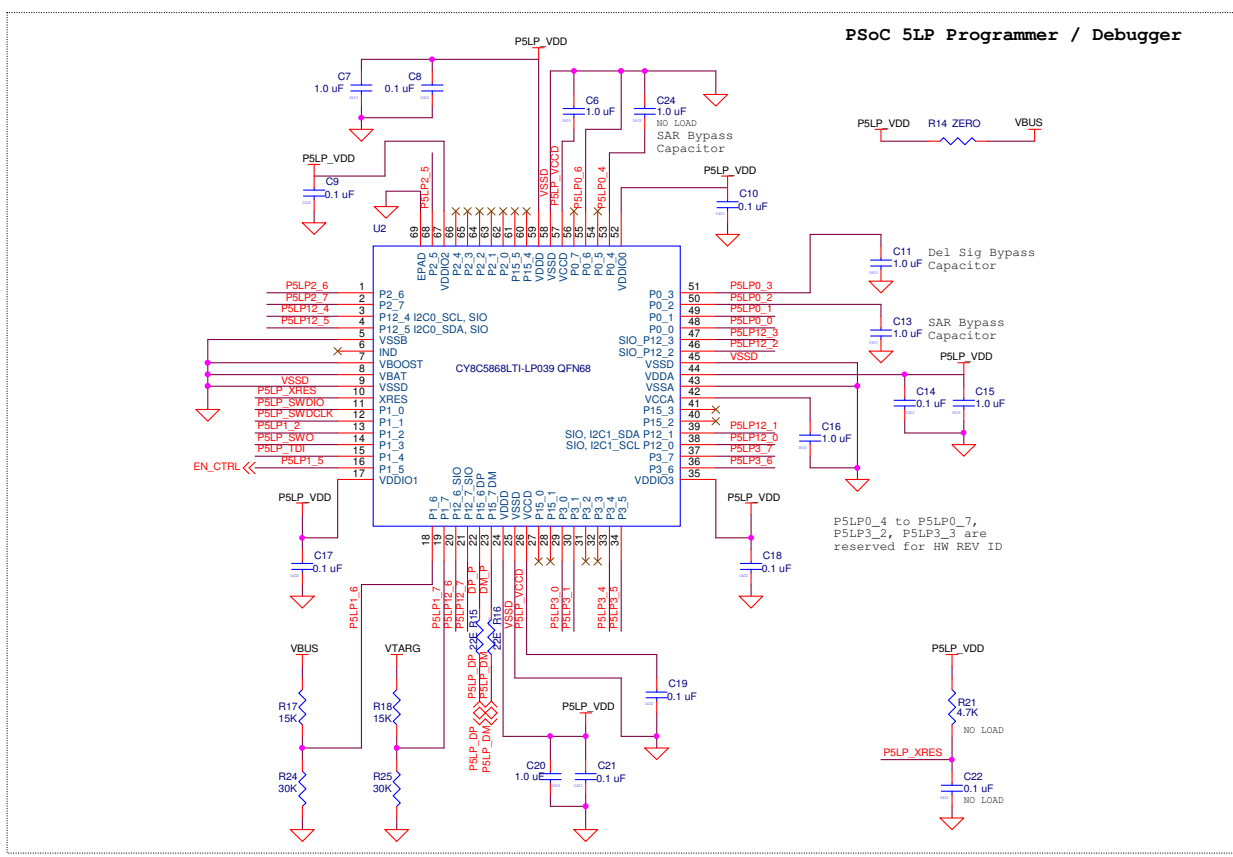 PSoC 5LP Programmer / Debugger
P5LP_VDD
C7
1.0 uF
C8
0.1 uF
C6
1.0 uF
C24
1.0 uF
NO LOAD
SAR Bypass
Capacitor
P5LP_VDD
R14 ZERO
VBUS
P5LP_VDD
C9
0.1 uF
P5LP2_5
VSSD
P5LP_VCCD
P5LP0_6
P5LP0_4
P5LP_VDD
C10
0.1 uF
U2
69
68
67
66
65
64
63
62
61
60
59
58
57
56
55
54
53
52
EPAD
P2_5
VDDIO2
P2_4
P2_3
P2_2
P2_1
P2_0
P15_5
P15_4
VDDD
VSSD
VCCD
P0_7
P0_6
P0_5
P0_4
VDDIO0
C11
1.0 uF
Del Sig Bypass
Capacitor
P5LP2_6
1
P2_6
P5LP2_7
2
P2_7
P5LP12_4
3
P12_4 I2C0_SCL, SIO
P5LP12_5
4
P12_5 I2C0_SDA, SIO
5
VSSB
6
IND
7
VBOOST
8
VBAT
VSSD
9
VSSD
P5LP_XRES
10
XRES
P5LP_SWDIO
11
P1_0
P5LP_SWDCLK
12
P1_1
P5LP1_2
13
P1_2
P5LP_SWO
14
P1_3
P5LP_TDI
15
P1_4
EN_CTRL
P5LP1_5
16
P1_5
17
VDDIO1
CY8C5868LTI-LP039 QFN68
P0_3
51
P5LP0_3
P0_2
50
P5LP0_2
P0_1
49
P5LP0_1
P0_0
48
P5LP0_0
SIO_P12_3
47
P5LP12_3
SIO_P12_2
46
P5LP12_2
VSSD
45
VSSD
VDDA
44
VSSA
43
VCCA
42
P15_3
41
P15_2
40
SIO, I2C1_SDA P12_1
39
P5LP12_1
SIO, I2C1_SCL P12_0
38
P5LP12_0
P3_7
37
P5LP3_7
P3_6
36
P5LP3_6
VDDIO3
35
C13
1.0 uF
SAR Bypass
Capacitor
P5LP_VDD
C14
0.1 uF
C15
1.0 uF
C16
1.0 uF
P1_6
P1_7
P12_6_SIO
P12_7_SIO
P15_6 DP
P15_7 DM
VDDD
VSSD
VCCD
P15_0
P15_1
P3_0
P3_1
P3_2
P3_3
P3_4
P3_5
18
19
20
21
22
23
24
25
26
27
28
29
30
31
32
33
34
P5LP_VDD
C17
0.1 uF
P5LP_VDD
C18
0.1 uF
P5LP0_4 to P5LP0_7,
P5LP3_2, P5LP3_3 are
reserved for HW REV ID
P5LP1_6
P5LP1_7
P5LP12_6
P5LP12_7
DP_P
DM_P
VSSD
P5LP_VCCD
P5LP3_0
P5LP3_1
P5LP3_4
P5LP3_5
22E R15
22E R16
P5LP_DP
P5LP_DM
P5LP_DP
P5LP_DM
VBUS
R17
15K
R24
30K
VTARG
R18
15K
R25
30K
C19
0.1 uF
P5LP_VDD
C20
1.0 uF
C21
0.1 uF
P5LP_VDD
R21
4.7K
NO LOAD
P5LP_XRES
C22
0.1 uF
NO LOAD